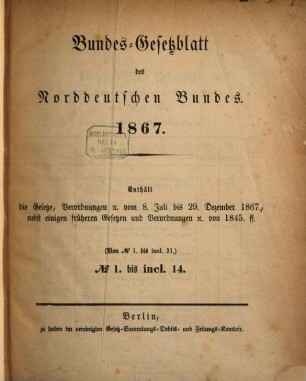 Bundes-Gesetzblatt
des
Norddeutschen Bundes.
1867.
Enthält
die Gesetze, Verordnungen ꝛc. vom 8. Juli bis 29. Dezember 1867.,
nebst einigen früheren Gesetzen und Verordnungen ꝛc. von 1845. ff.
(Von № 1. bis incl. 31.)
№ 1. bis incl. 14.
Berlin,
zu haben im vereinigten Gesetz-Sammlungs-Debits- und Zeitungs-Komtoir.